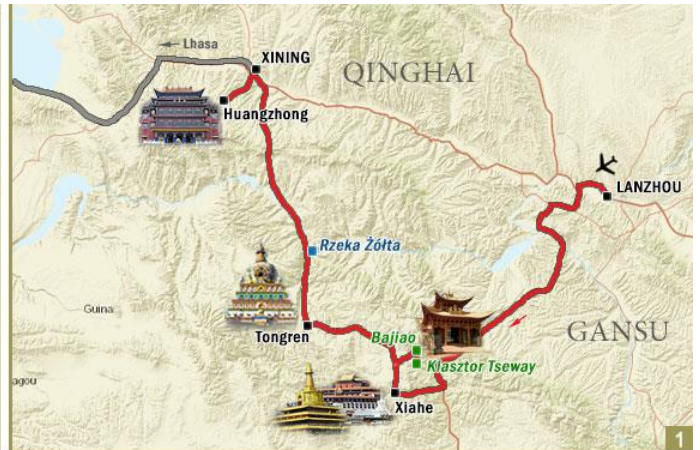 Lhasa
XINING
QINGHAI
Huangzhong
LANZHOU
Rzeka Żółta
Guina
Tongren
Bajiao
GANSU
Klasztor Tseway
agou
Xiahe
1